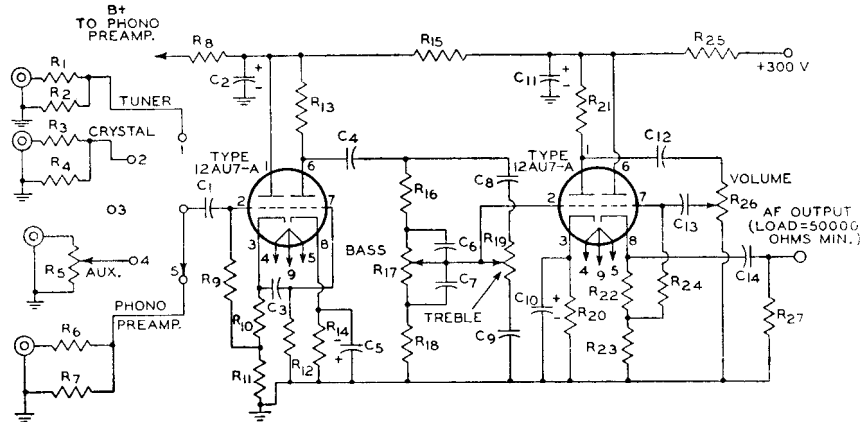 B+
TO PHONO
PREAMP.
R8
R15
R25
+300 V
C2
+
-
C11
+
-
R1
R2
TUNER
1
R3
CRYSTAL
2
R4
3
R5
AUX.
4
5
PHONO
PREAMP.
R6
R7
R13
R21
TYPE
12AU7-A
1
6
C4
2
7
C1
3
8
4
9
5
R9
R10
C3
R11
R12
R14
-
+
C5
R16
C8
BASS
C6
R17
C7
R19
TREBLE
R18
C9
TYPE
12AU7-A
1
6
2
7
3
8
4
9
5
C10
+
-
R20
R22
R23
R24
C12
C13
VOLUME
R26
AF OUTPUT
(LOAD=50000
OHMS MIN.)
C14
R27